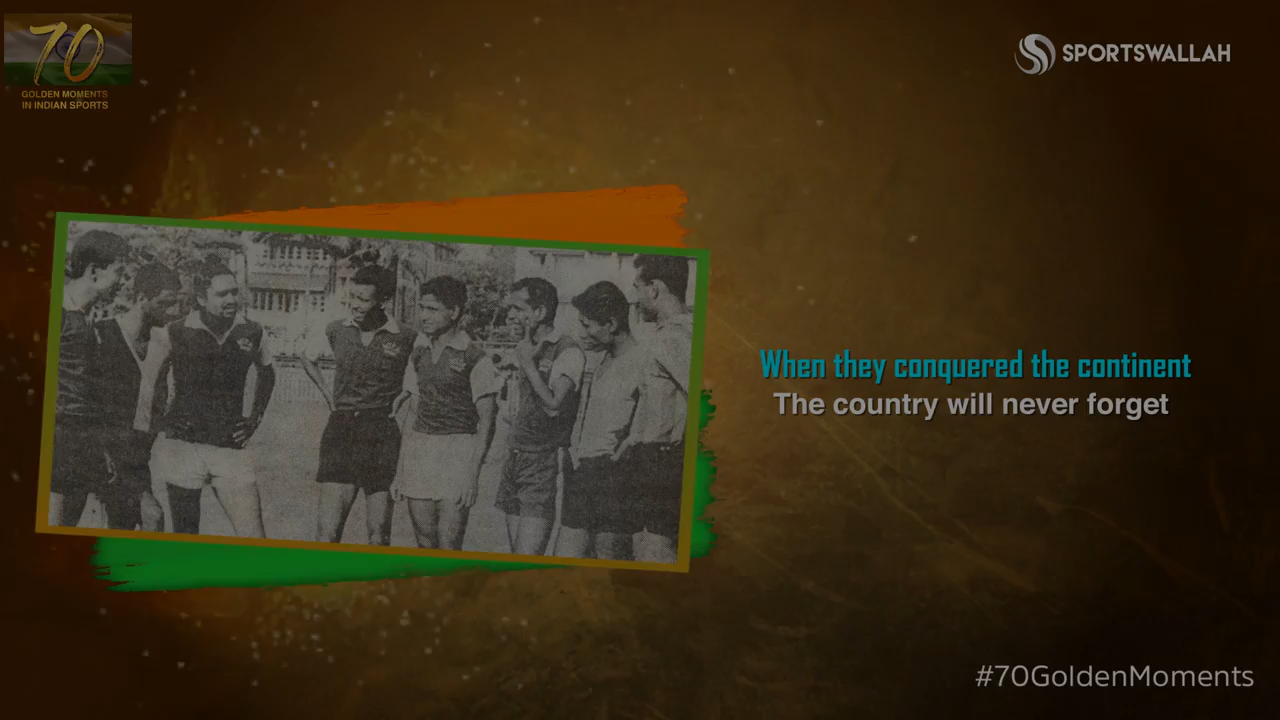 70
GOLDEN MOMENTS
IN INDIAN SPORTS
SPORTSWALLAH
When they conquered the continent
The country will never forget
#70GoldenMoments